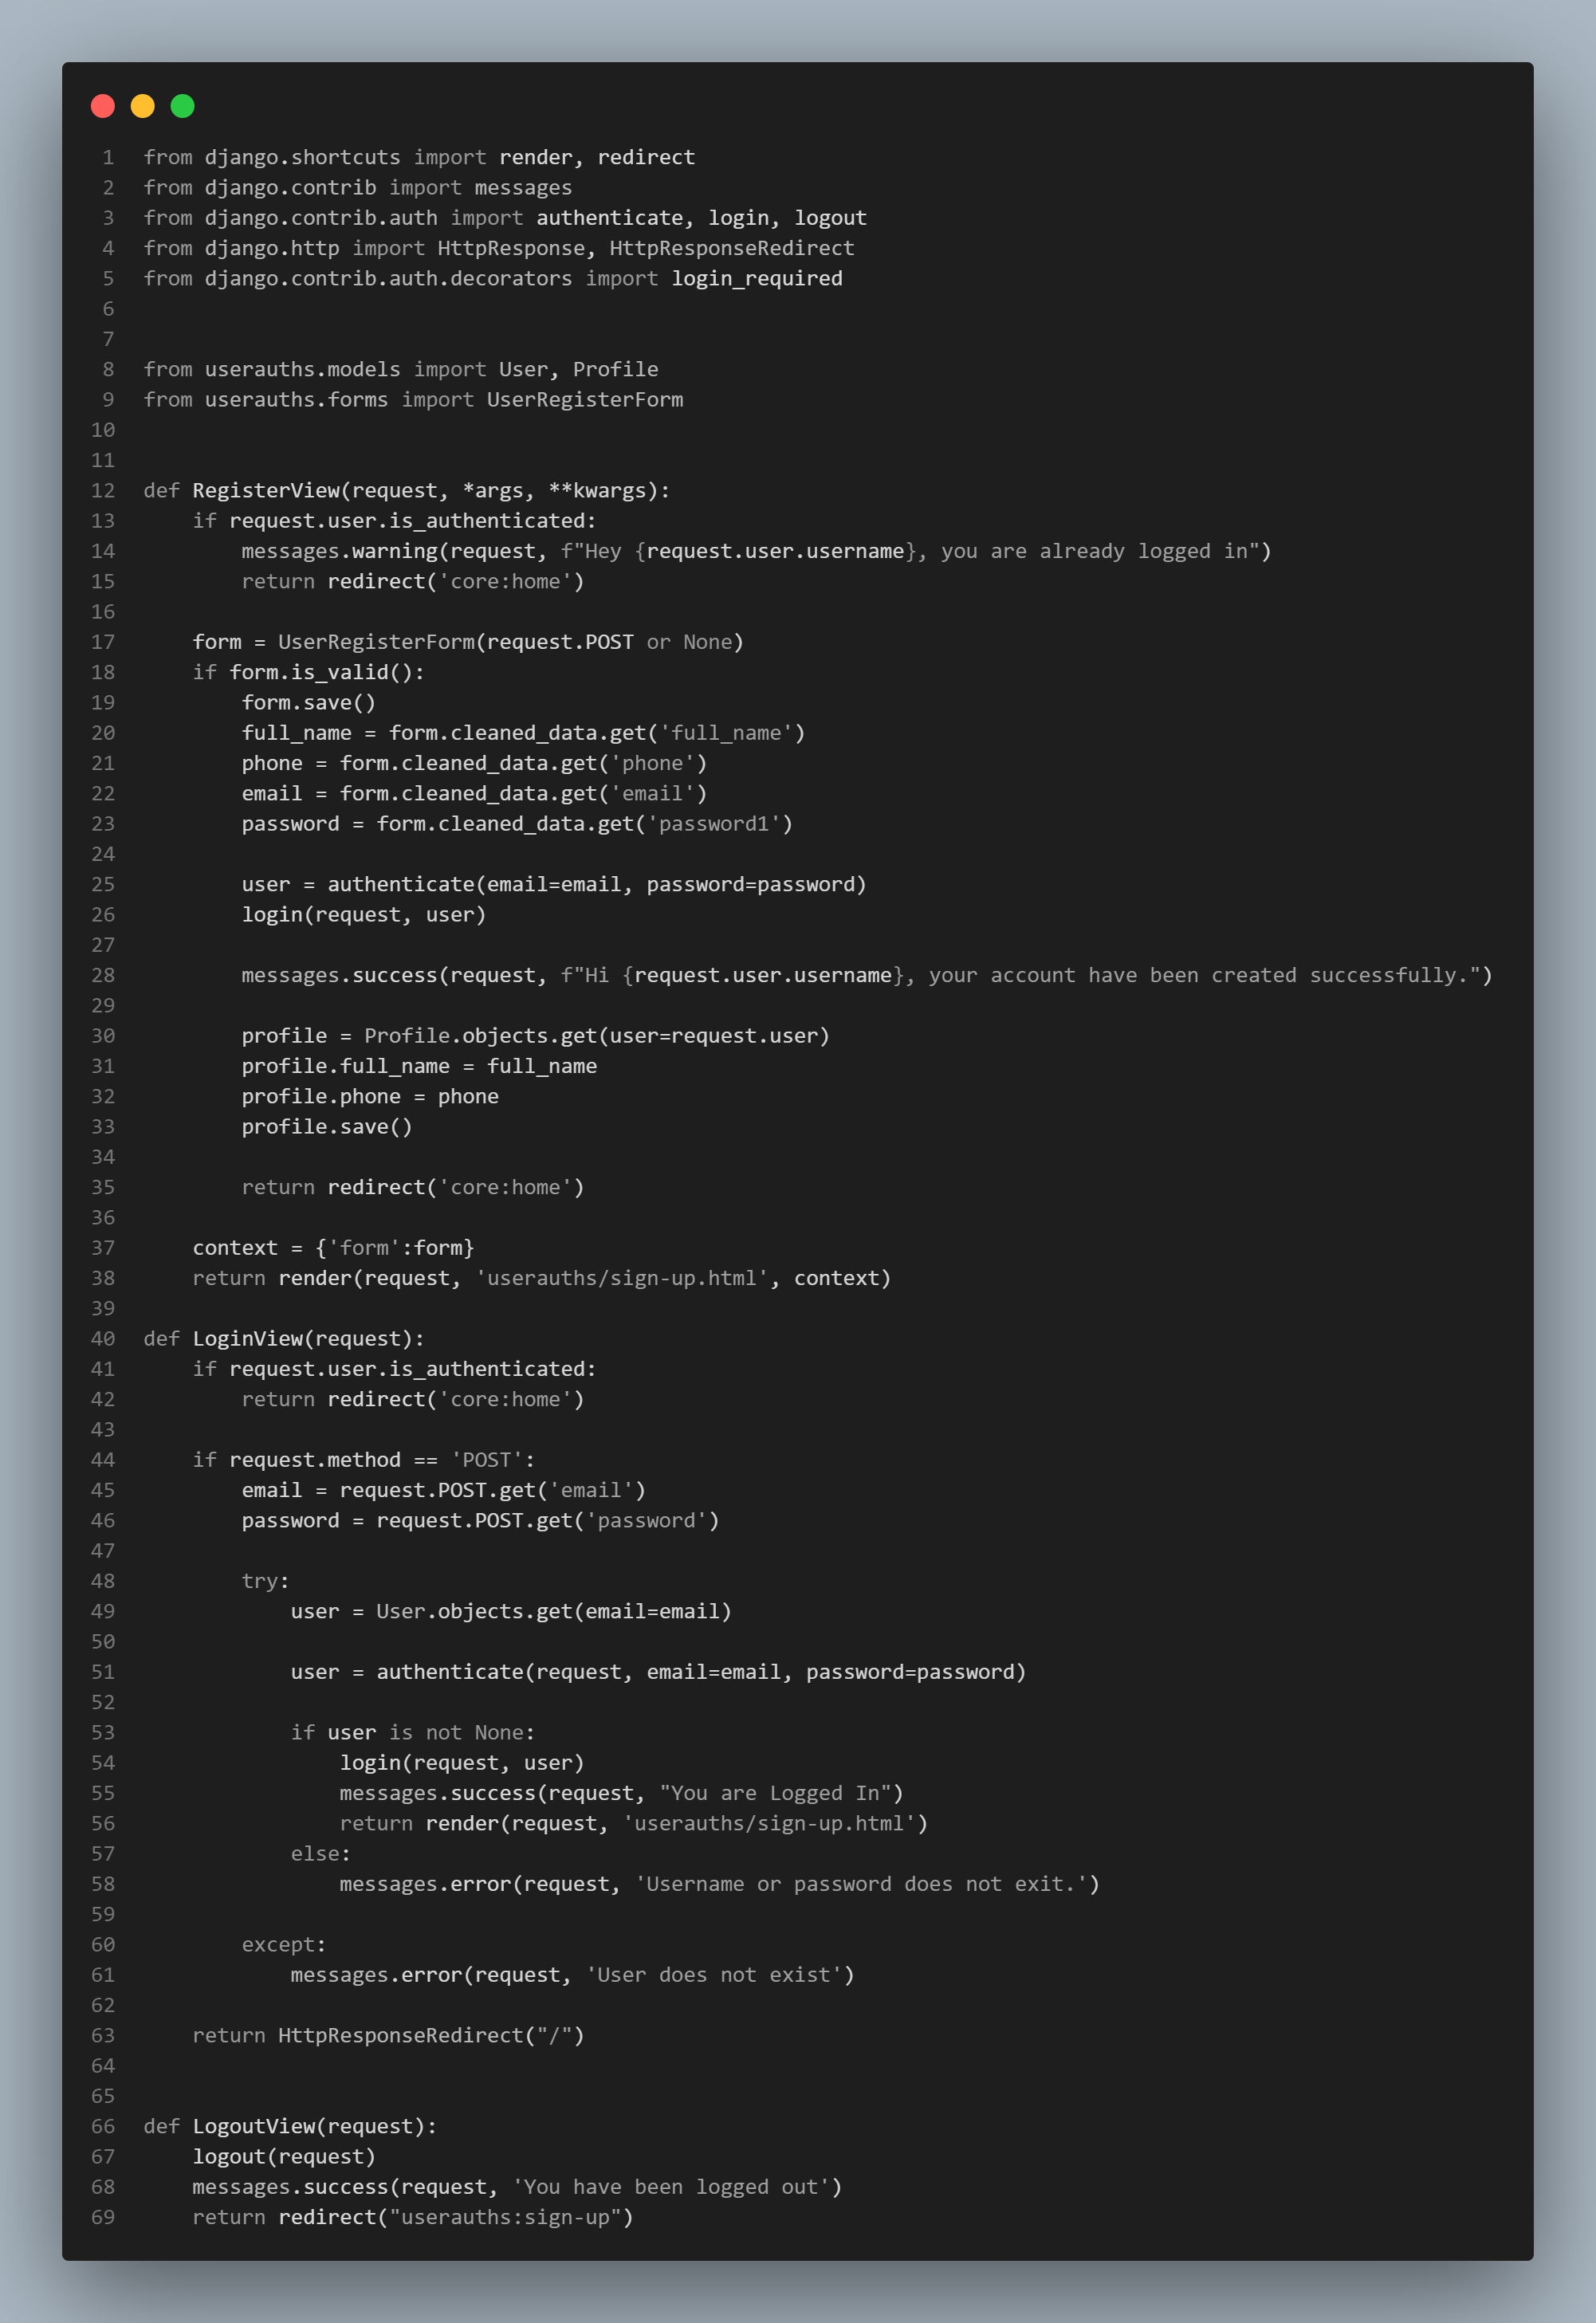 1 from django.shortcuts import render, redirect
2 from django.contrib import messages
3 from django.contrib.auth import authenticate, login, logout
4 from django.http import HttpResponse, HttpResponseRedirect
5 from django.contrib.auth.decorators import login_required
6
7
8 from userauths.models import User, Profile
9 from userauths.forms import UserRegisterForm
10
11
12 def RegisterView(request, *args, **kwargs):
13     if request.user.is_authenticated:
14         messages.warning(request, f"Hey {request.user.username}, you are already logged in")
15         return redirect('core:home')
16
17     form = UserRegisterForm(request.POST or None)
18     if form.is_valid():
19         form.save()
20         full_name = form.cleaned_data.get('full_name')
21         phone = form.cleaned_data.get('phone')
22         email = form.cleaned_data.get('email')
23         password = form.cleaned_data.get('password1')
24
25         user = authenticate(email=email, password=password)
26         login(request, user)
27
28         messages.success(request, f"Hi {request.user.username}, your account have been created successfully.")
29
30         profile = Profile.objects.get(user=request.user)
31         profile.full_name = full_name
32         profile.phone = phone
33         profile.save()
34
35         return redirect('core:home')
36
37     context = {'form':form}
38     return render(request, 'userauths/sign-up.html', context)
39
40 def LoginView(request):
41     if request.user.is_authenticated:
42         return redirect('core:home')
43
44     if request.method == 'POST':
45         email = request.POST.get('email')
46         password = request.POST.get('password')
47
48         try:
49             user = User.objects.get(email=email)
50
51             user = authenticate(request, email=email, password=password)
52
53             if user is not None:
54                 login(request, user)
55                 messages.success(request, "You are Logged In")
56                 return render(request, 'userauths/sign-up.html')
57             else:
58                 messages.error(request, 'Username or password does not exit.')
59
60         except:
61             messages.error(request, 'User does not exist')
62
63     return HttpResponseRedirect("/")
64
65
66 def LogoutView(request):
67     logout(request)
68     messages.success(request, 'You have been logged out')
69     return redirect("userauths:sign-up")